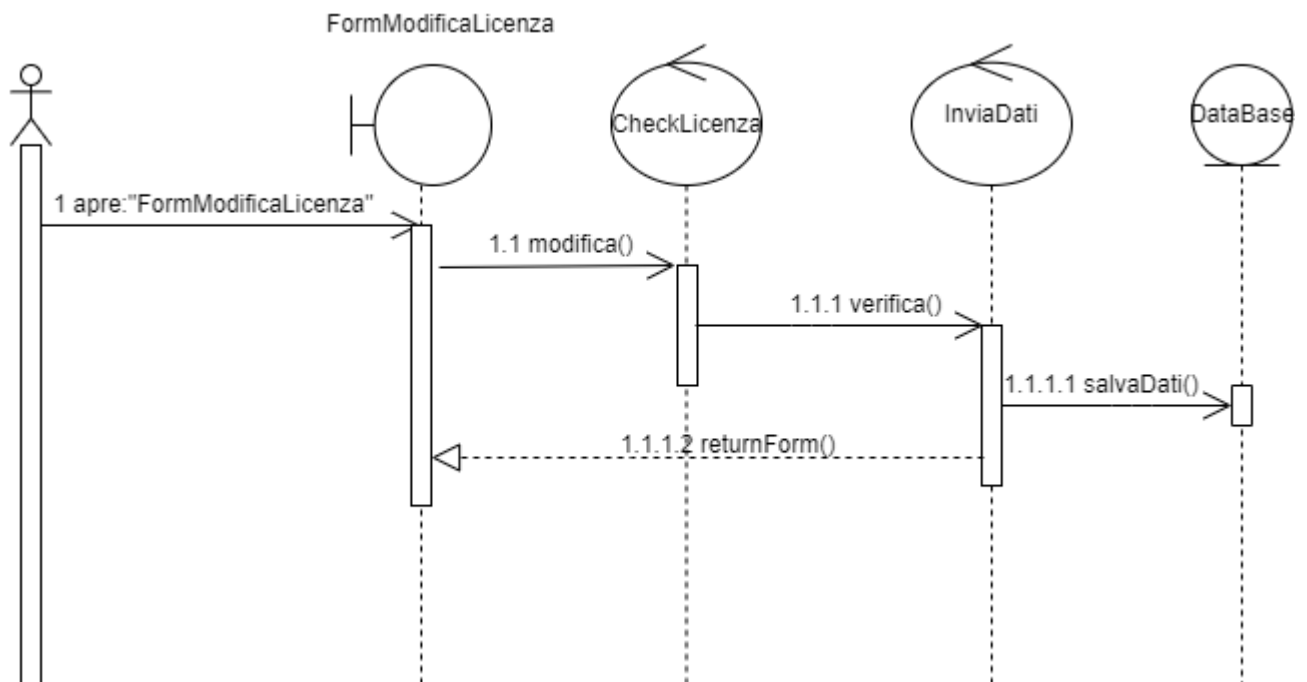 FormModificaLicenza
CheckLicenza
InviaDati
DataBase
1 apre:"FormModificaLicenza"
1.1 modifica()
1.1.1 verifica()
1.1.1.1 salvaDati()
1.1.1.2 returnForm()